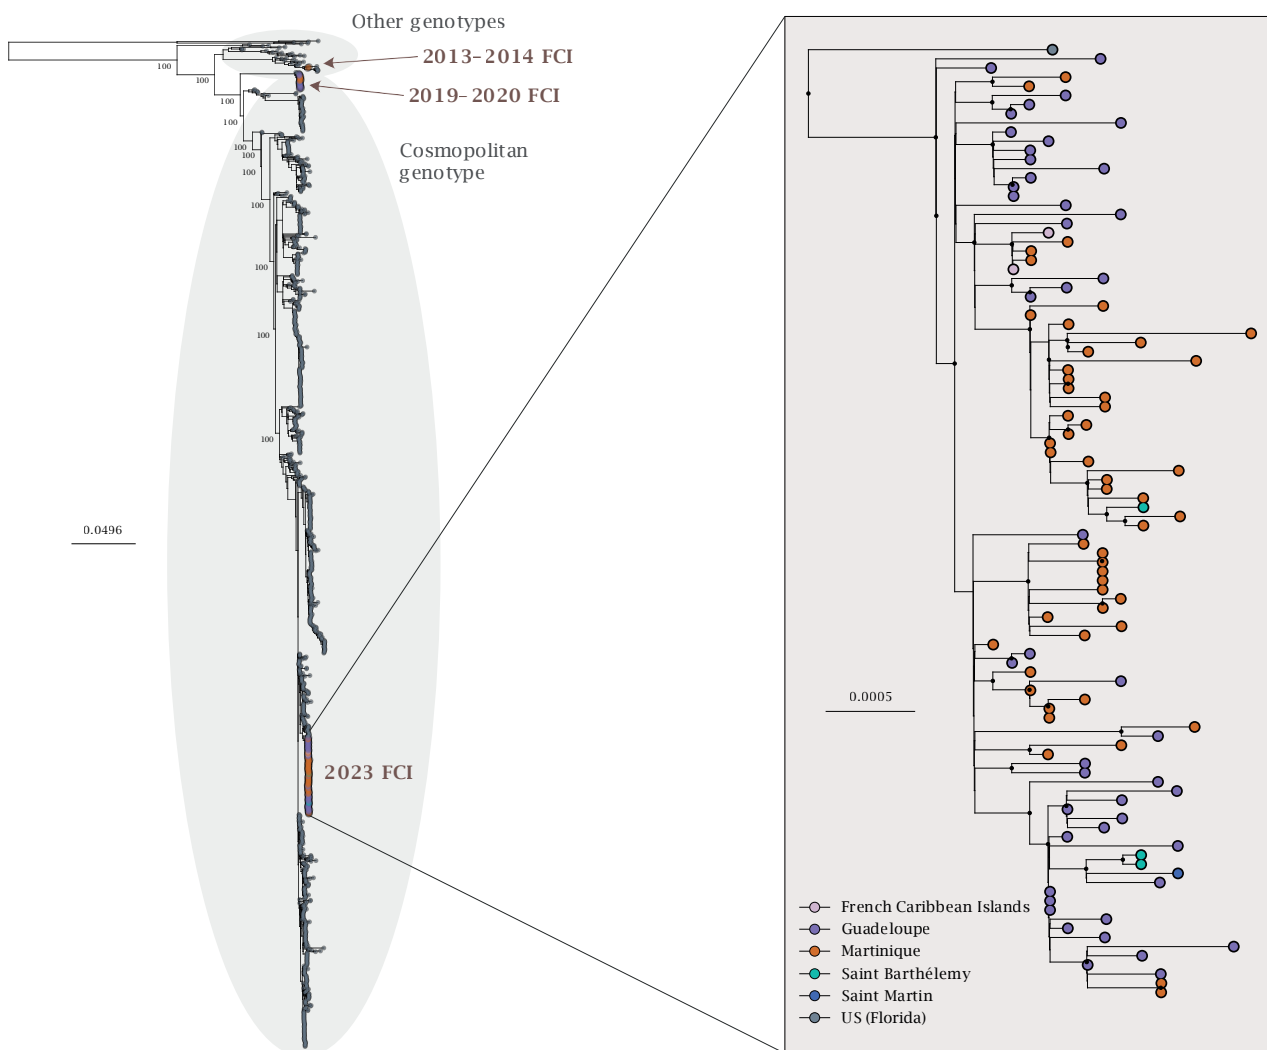 Other genotypes
2013–2014 FCI
100
100
2019–2020 FCI
100
100
Cosmopolitan
genotype
100
100
100
100
100
100
100
0.0496
2023 FCI
0.0005
French Caribbean Islands
Guadeloupe
Martinique
Saint Barthélemy
Saint Martin
US (Florida)